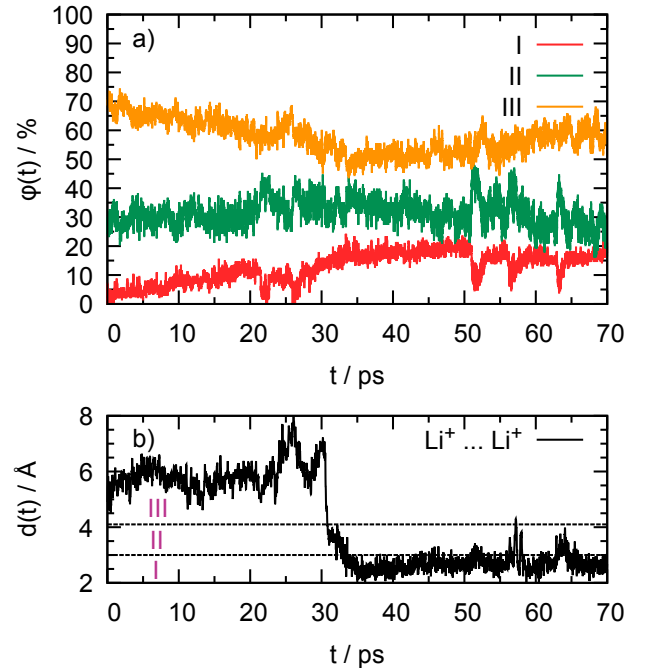 a)
I
II
III
100
90
80
70
60
50
40
30
20
10
0
φ(t) / %
0 10 20 30 40 50 60 70
t / ps
b)
Li⁺ ... Li⁺
8
6
4
2
d(t) / Å
III
II
I
0 10 20 30 40 50 60 70
t / ps